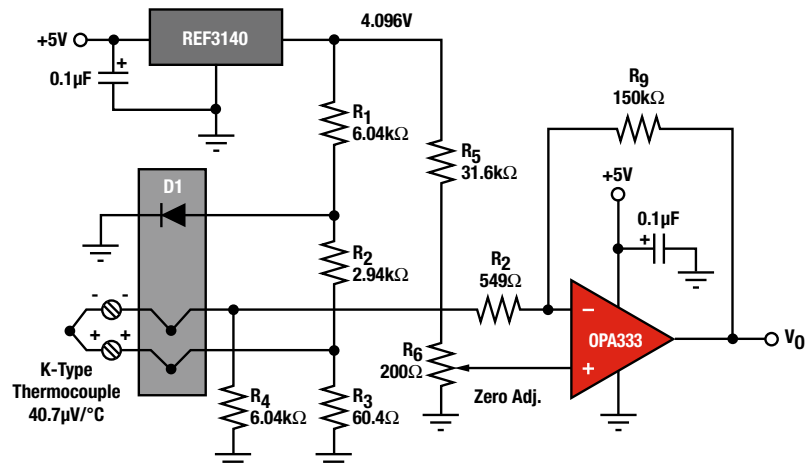 4.096V
+5V
REF3140
0.1µF
+
R1
6.04kΩ
R9
150kΩ
R5
31.6kΩ
D1
+5V
0.1µF
+
R2
2.94kΩ
R2
549Ω
- -
+ +
−
OPA333
+
VO
R6
200Ω
Zero Adj.
K-Type
Thermocouple
40.7µV/°C
R4
6.04kΩ
R3
60.4Ω